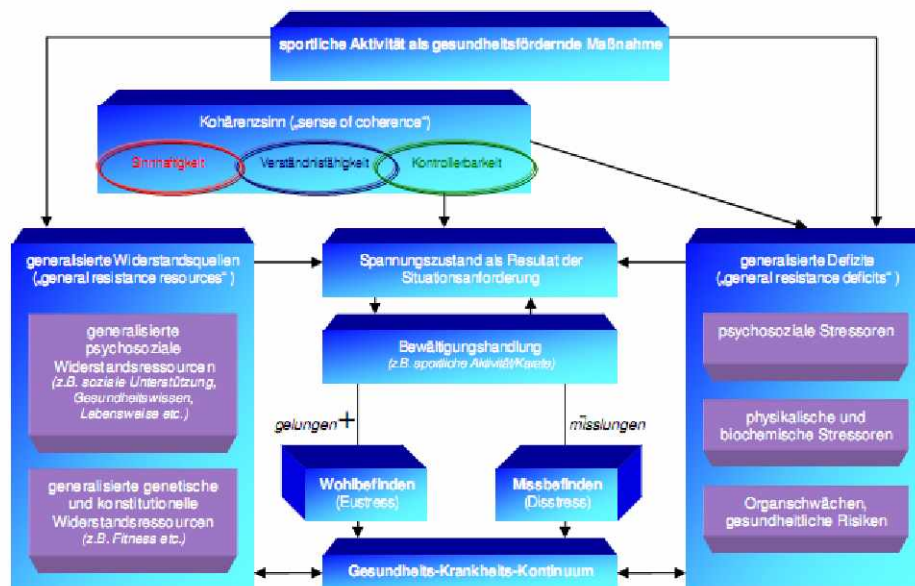 sportliche Aktivität als gesundheitsfördernde Maßnahme
Kohärenzsinn („sense of coherence“)
Sinnhaftigkeit
Verständnisfähigkeit
Kontrollierbarkeit
generalisierte Widerstandsquellen
(„general resistance resources“ )
generalisierte
psychosoziale
Widerstandsressourcen
(z.B. soziale Unterstützung,
Gesundheitswissen,
Lebensweise etc.)
generalisierte genetische
und konstitutionelle
Widerstandsressourcen
(z.B. Fitness etc.)
Spannungszustand als Resultat der
Situationsanforderung
Bewältigungshandlung
(z.B. sportliche Aktivität/Karate)
gelungen +
- misslungen
Wohlbefinden
(Eustress)
Missbefinden
(Disstress)
Gesundheits-Krankheits-Kontinuum
generalisierte Defizite
(„general resistance deficits“ )
psychosoziale Stressoren
physikalische und
biochemische Stressoren
Organschwächen,
gesundheitliche Risiken